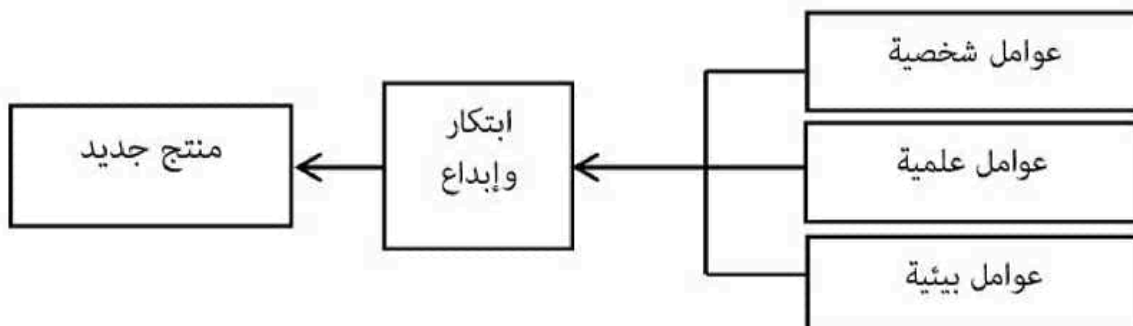 عوامل شخصية
عوامل علمية
عوامل بيئية
ابتكار
وإبداع
منتج جديد